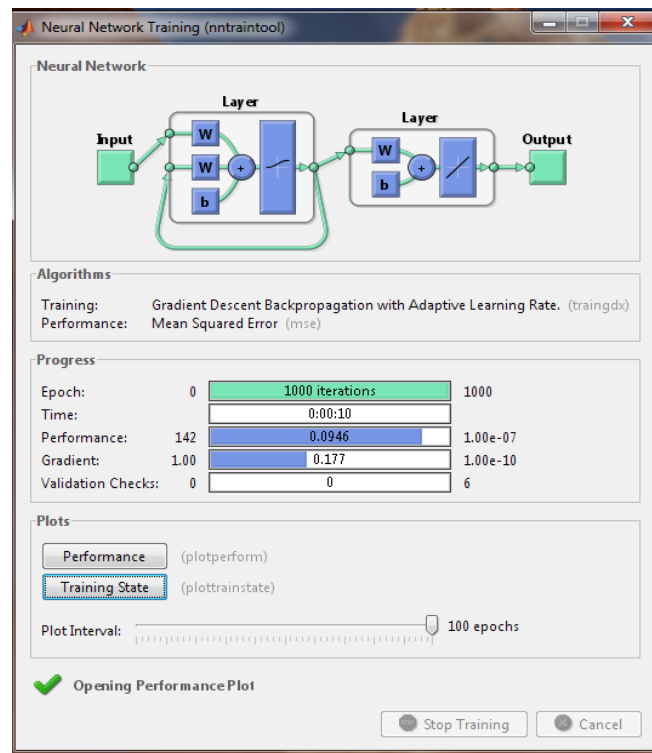 Neural Network Training (nntraintool)
Neural Network
Layer
Layer
Input
Output
W
W
b
+
W
b
+
Algorithms
Training: Gradient Descent Backpropagation with Adaptive Learning Rate. (traingdx)
Performance: Mean Squared Error (mse)
Progress
Epoch: 0 1000 iterations 1000
Time: 0:00:10
Performance: 142 0.0946 1.00e-07
Gradient: 1.00 0.177 1.00e-10
Validation Checks: 0 0 6
Plots
Performance (plotperform)
Training State (plottrainstate)
Plot Interval: 100 epochs
Opening Performance Plot
Stop Training Cancel